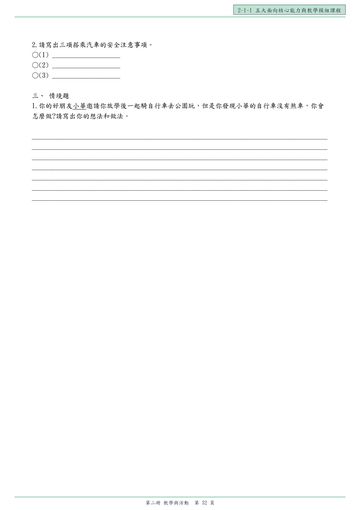 2-1-1 五大面向核心能力與教學模組課程
2.請寫出三項搭乘汽車的安全注意事項。
○(1)
○(2)
○(3)
三、 情境題
1.你的好朋友小華邀請你放學後一起騎自行車去公園玩，但是你發現小華的自行車沒有煞車，你會
怎麼做?請寫出你的想法和做法。
第二冊 教學與活動 第 52 頁